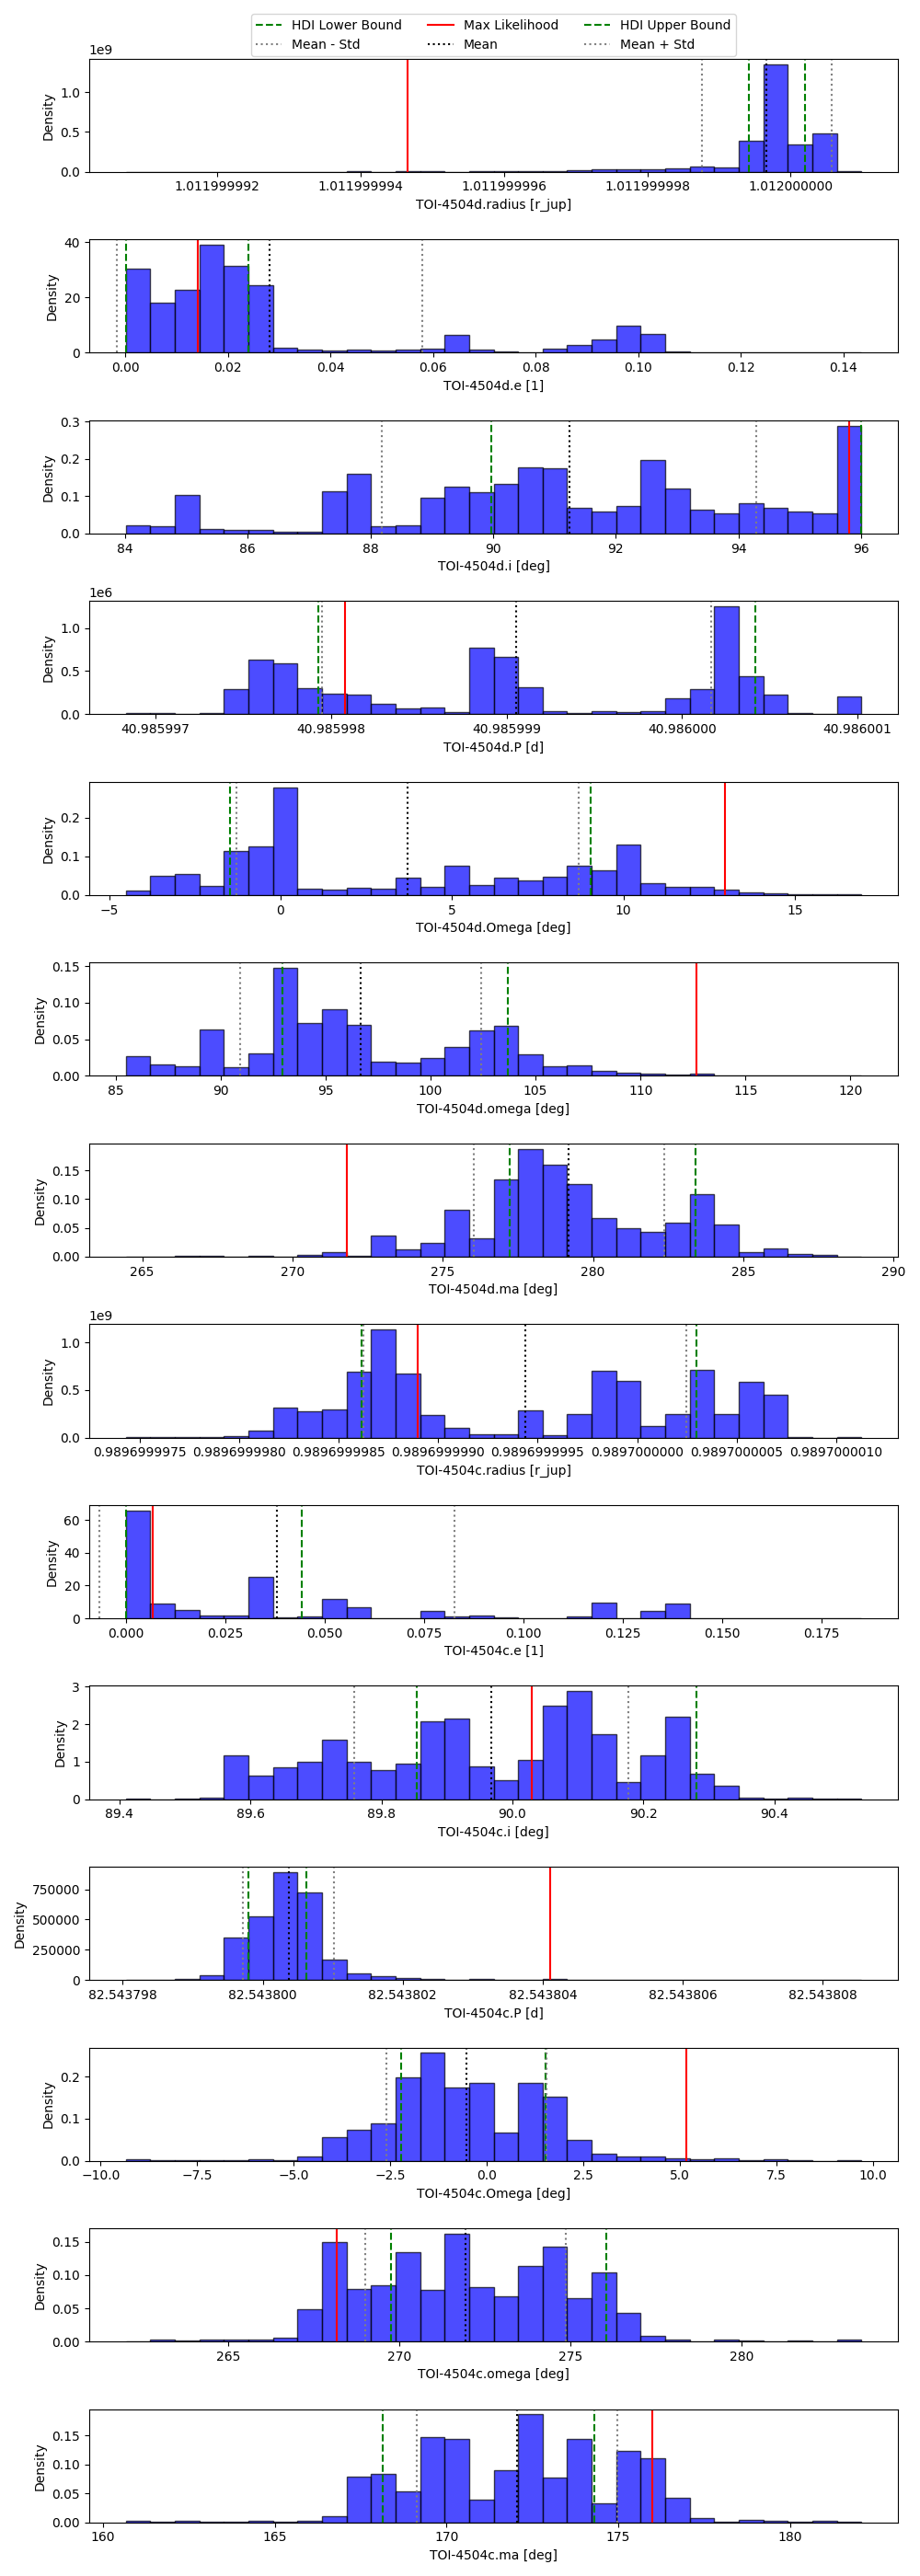 HDI Lower Bound Max Likelihood HDI Upper Bound
Mean - Std Mean Mean + Std
1e9
1.0
0.5
0.0
Density
1.011999992 1.011999994 1.011999996 1.011999998 1.012000000
TOI-4504d.radius [r_jup]
40
20
0
Density
0.00 0.02 0.04 0.06 0.08 0.10 0.12 0.14
TOI-4504d.e [1]
0.3
0.2
0.1
0.0
Density
84 86 88 90 92 94 96
TOI-4504d.i [deg]
1e6
1.0
0.5
0.0
Density
40.985997 40.985998 40.985999 40.986000 40.986001
TOI-4504d.P [d]
0.2
0.1
0.0
Density
−5 0 5 10 15
TOI-4504d.Omega [deg]
0.15
0.10
0.05
0.00
Density
85 90 95 100 105 110 115 120
TOI-4504d.omega [deg]
0.15
0.10
0.05
0.00
Density
265 270 275 280 285 290
TOI-4504d.ma [deg]
1e9
1.0
0.5
0.0
Density
0.9896999975 0.9896999980 0.9896999985 0.9896999990 0.9896999995 0.9897000000 0.9897000005 0.9897000010
TOI-4504c.radius [r_jup]
60
40
20
0
Density
0.000 0.025 0.050 0.075 0.100 0.125 0.150 0.175
TOI-4504c.e [1]
3
2
1
0
Density
89.4 89.6 89.8 90.0 90.2 90.4
TOI-4504c.i [deg]
750000
500000
250000
0
Density
82.543798 82.543800 82.543802 82.543804 82.543806 82.543808
TOI-4504c.P [d]
0.2
0.1
0.0
Density
−10.0 −7.5 −5.0 −2.5 0.0 2.5 5.0 7.5 10.0
TOI-4504c.Omega [deg]
0.15
0.10
0.05
0.00
Density
265 270 275 280
TOI-4504c.omega [deg]
0.15
0.10
0.05
0.00
Density
160 165 170 175 180
TOI-4504c.ma [deg]